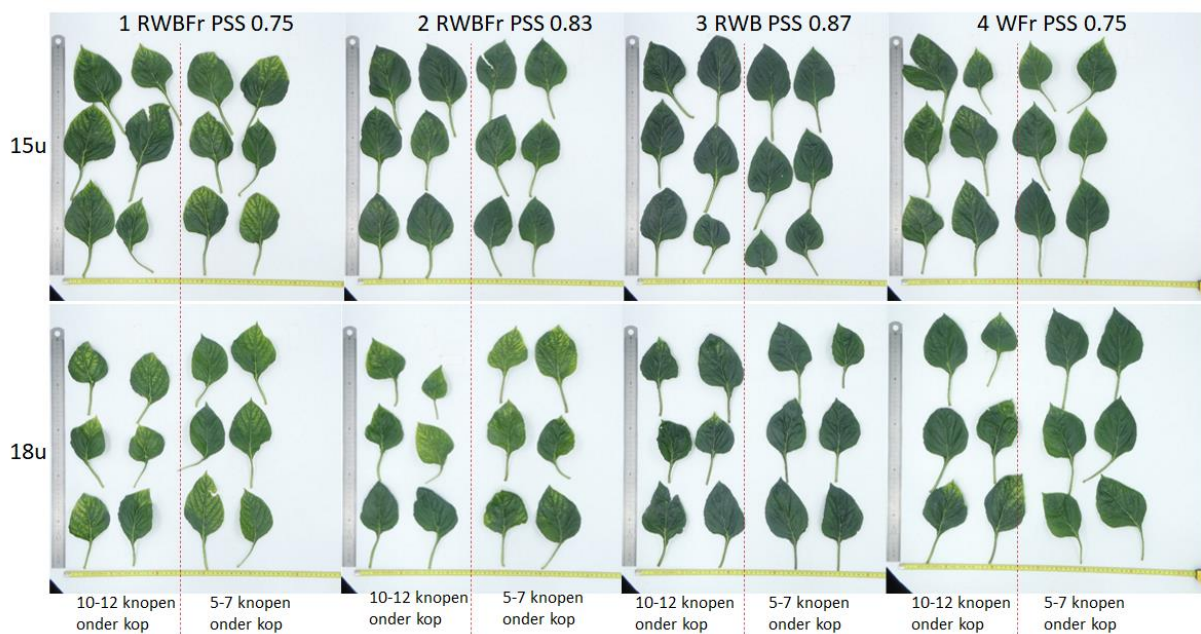 1 RWBFr PSS 0.75
2 RWBFr PSS 0.83
3 RWB PSS 0.87
4 WFr PSS 0.75
15u
18u
10-12 knopen
onder kop
5-7 knopen
onder kop
10-12 knopen
onder kop
5-7 knopen
onder kop
10-12 knopen
onder kop
5-7 knopen
onder kop
10-12 knopen
onder kop
5-7 knopen
onder kop